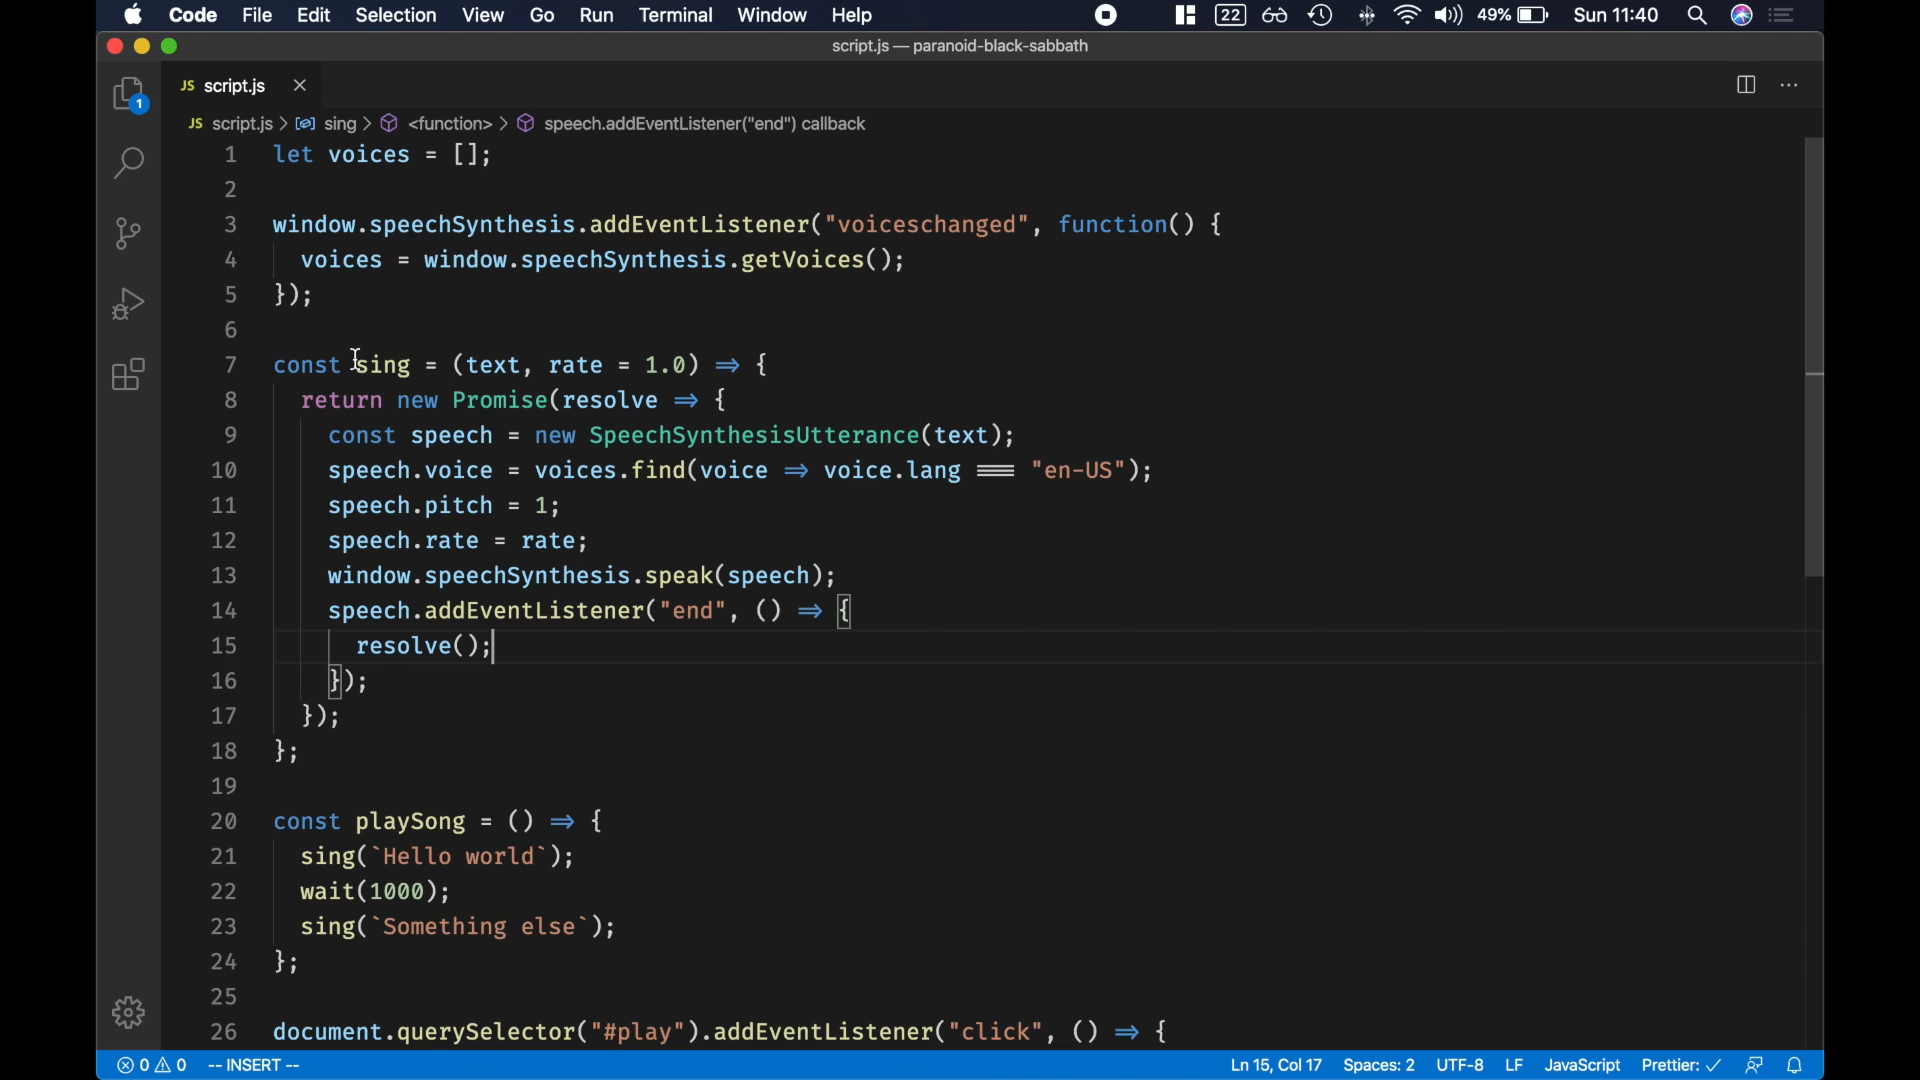 Code File Edit Selection View Go Run Terminal Window Help 22 49% Sun 11:40
script.js — paranoid-black-sabbath
1
JS script.js
JS script.js > sing > <function> > speech.addEventListener("end") callback
1 let voices = [];
2
3 window.speechSynthesis.addEventListener("voiceschanged", function() {
4 voices = window.speechSynthesis.getVoices();
5 });
6
7 const sing = (text, rate = 1.0) => {
8 return new Promise(resolve => {
9 const speech = new SpeechSynthesisUtterance(text);
10 speech.voice = voices.find(voice => voice.lang === "en-US");
11 speech.pitch = 1;
12 speech.rate = rate;
13 window.speechSynthesis.speak(speech);
14 speech.addEventListener("end", () => {
15 resolve();
16 });
17 });
18 };
19
20 const playSong = () => {
21 sing(`Hello world`);
22 wait(1000);
23 sing(`Something else`);
24 };
25
26 document.querySelector("#play").addEventListener("click", () => {
0 0 -- INSERT -- Ln 15, Col 17 Spaces: 2 UTF-8 LF JavaScript Prettier: ✓